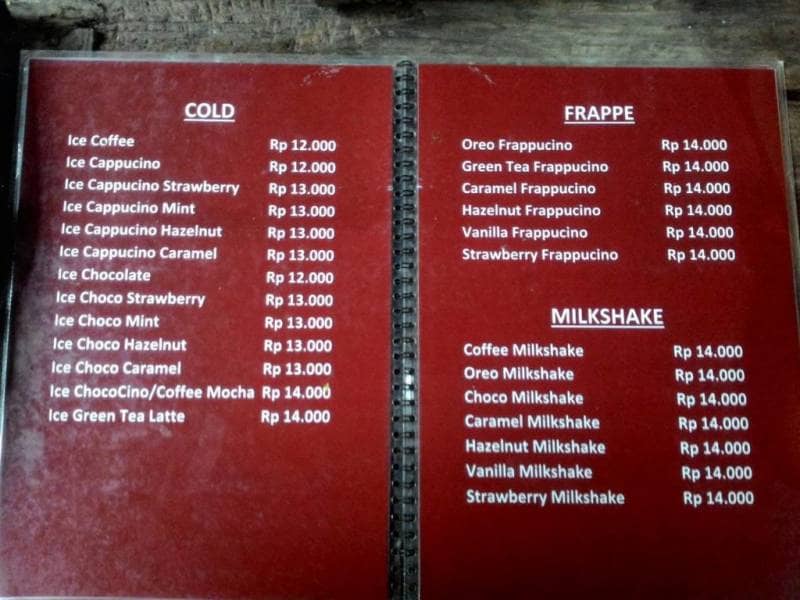 COLD
Ice Coffee Rp 12.000
Ice Cappucino Rp 12.000
Ice Cappucino Strawberry Rp 13.000
Ice Cappucino Mint Rp 13.000
Ice Cappucino Hazelnut Rp 13.000
Ice Cappucino Caramel Rp 13.000
Ice Chocolate Rp 12.000
Ice Choco Strawberry Rp 13.000
Ice Choco Mint Rp 13.000
Ice Choco Hazelnut Rp 13.000
Ice Choco Caramel Rp 13.000
Ice ChocoCino/Coffee Mocha Rp 14.000
Ice Green Tea Latte Rp 14.000
FRAPPE
Oreo Frappucino Rp 14.000
Green Tea Frappucino Rp 14.000
Caramel Frappucino Rp 14.000
Hazelnut Frappucino Rp 14.000
Vanilla Frappucino Rp 14.000
Strawberry Frappucino Rp 14.000
MILKSHAKE
Coffee Milkshake Rp 14.000
Oreo Milkshake Rp 14.000
Choco Milkshake Rp 14.000
Caramel Milkshake Rp 14.000
Hazelnut Milkshake Rp 14.000
Vanilla Milkshake Rp 14.000
Strawberry Milkshake Rp 14.000